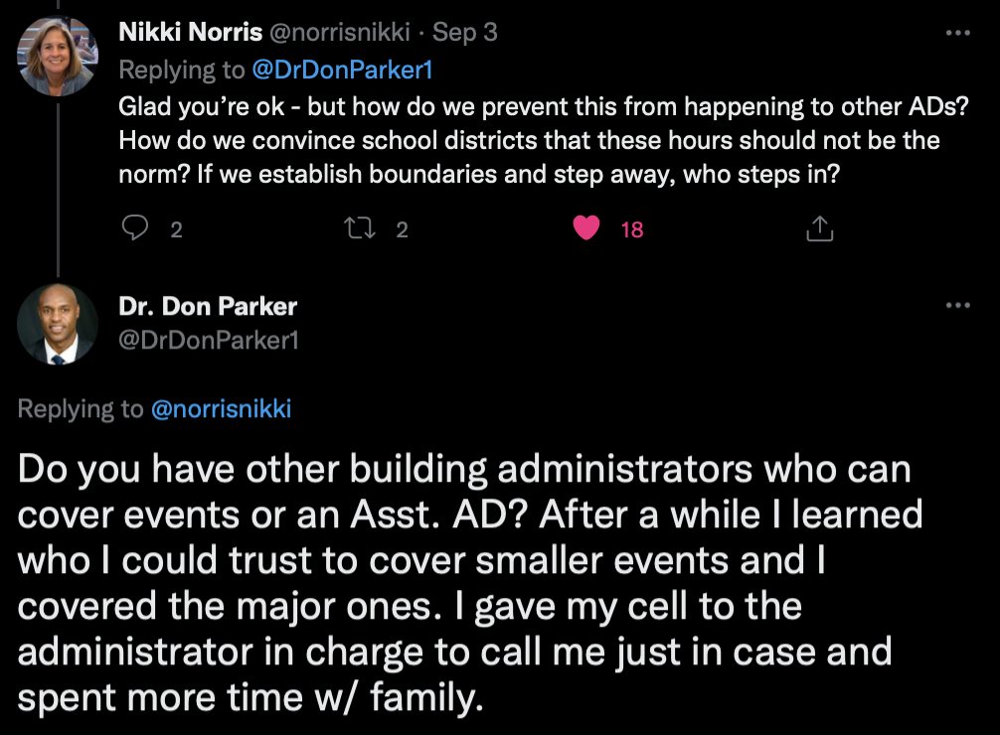 Nikki Norris @norrisnikki · Sep 3
Replying to @DrDonParker1
Glad you’re ok - but how do we prevent this from happening to other ADs?
How do we convince school districts that these hours should not be the
norm? If we establish boundaries and step away, who steps in?
2 2 18
Dr. Don Parker
@DrDonParker1
Replying to @norrisnikki
Do you have other building administrators who can
cover events or an Asst. AD? After a while I learned
who I could trust to cover smaller events and I
covered the major ones. I gave my cell to the
administrator in charge to call me just in case and
spent more time w/ family.